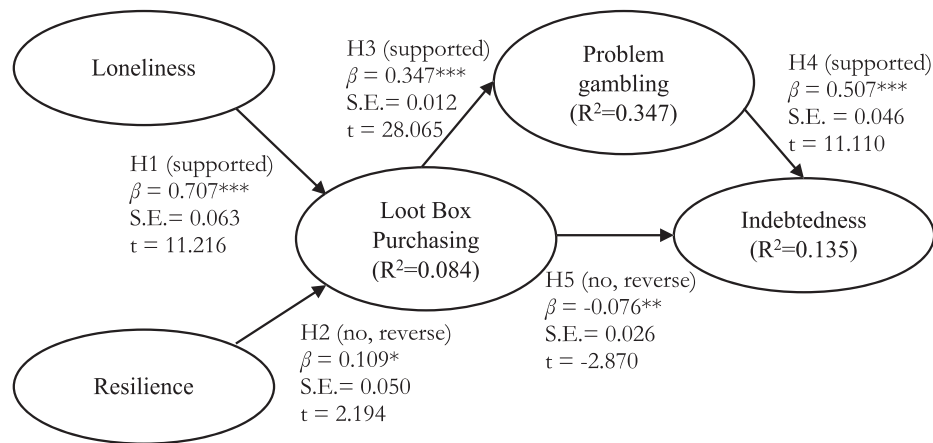 Loneliness
H1 (supported)
β = 0.707***
S.E.= 0.063
t = 11.216
H3 (supported)
β = 0.347***
S.E.= 0.012
t = 28.065
Problem
gambling
(R²=0.347)
H4 (supported)
β = 0.507***
S.E. = 0.046
t = 11.110
Loot Box
Purchasing
(R²=0.084)
Indebtedness
(R²=0.135)
H5 (no, reverse)
β = -0.076**
S.E.= 0.026
t = -2.870
Resilience
H2 (no, reverse)
β = 0.109*
S.E.= 0.050
t = 2.194